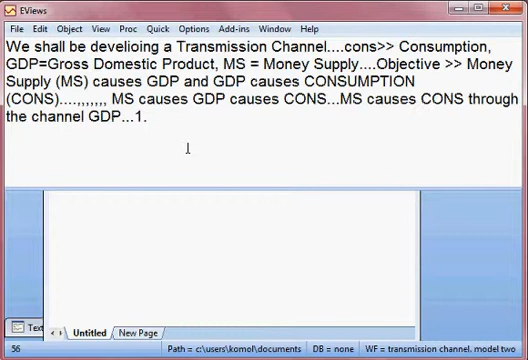 EViews
File Edit Object View Proc Quick Options Add-ins Window Help
We shall be develioing a Transmission Channel....cons>> Consumption,
GDP=Gross Domestic Product, MS = Money Supply....Objective >> Money
Supply (MS) causes GDP and GDP causes CONSUMPTION
(CONS)....,,,,,,, MS causes GDP causes CONS...MS causes CONS through
the channel GDP...1.
Text
Untitled New Page
56 Path = c:\users\komol\documents DB = none WF = transmission channel. model two